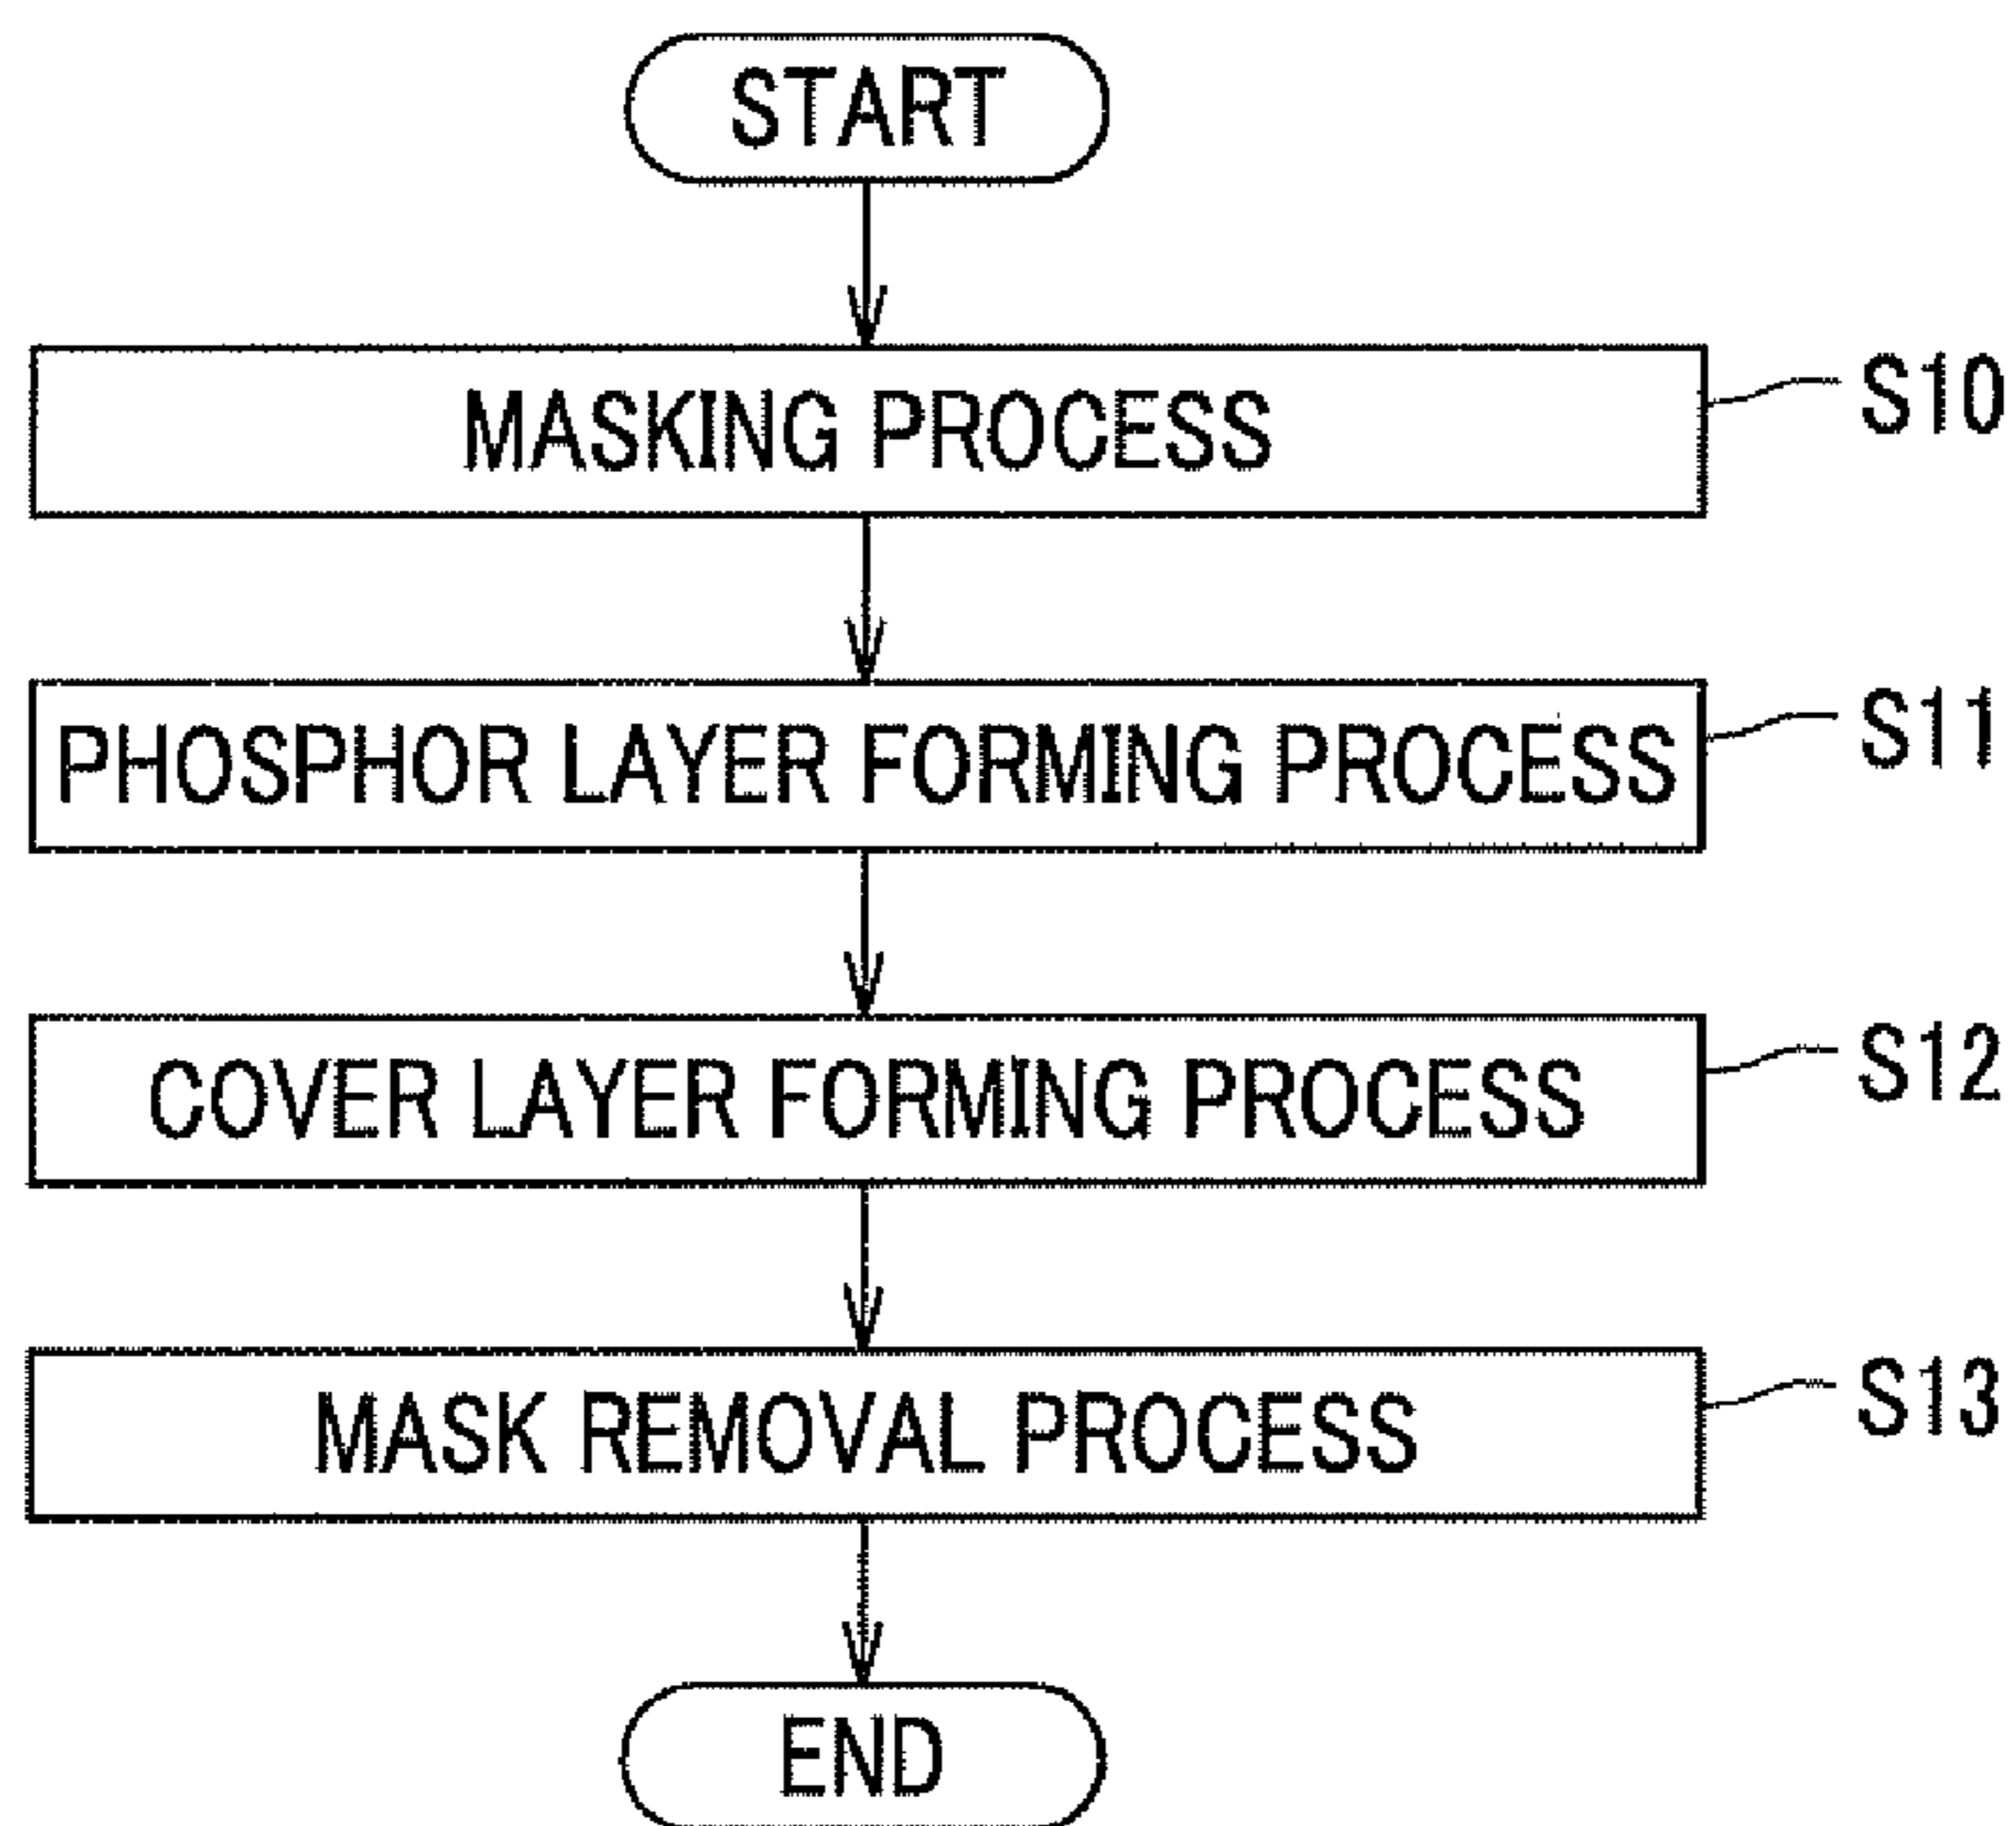 START
MASKING PROCESS
S10
PHOSPHOR LAYER FORMING PROCESS
S11
COVER LAYER FORMING PROCESS
S12
MASK REMOVAL PROCESS
S13
END